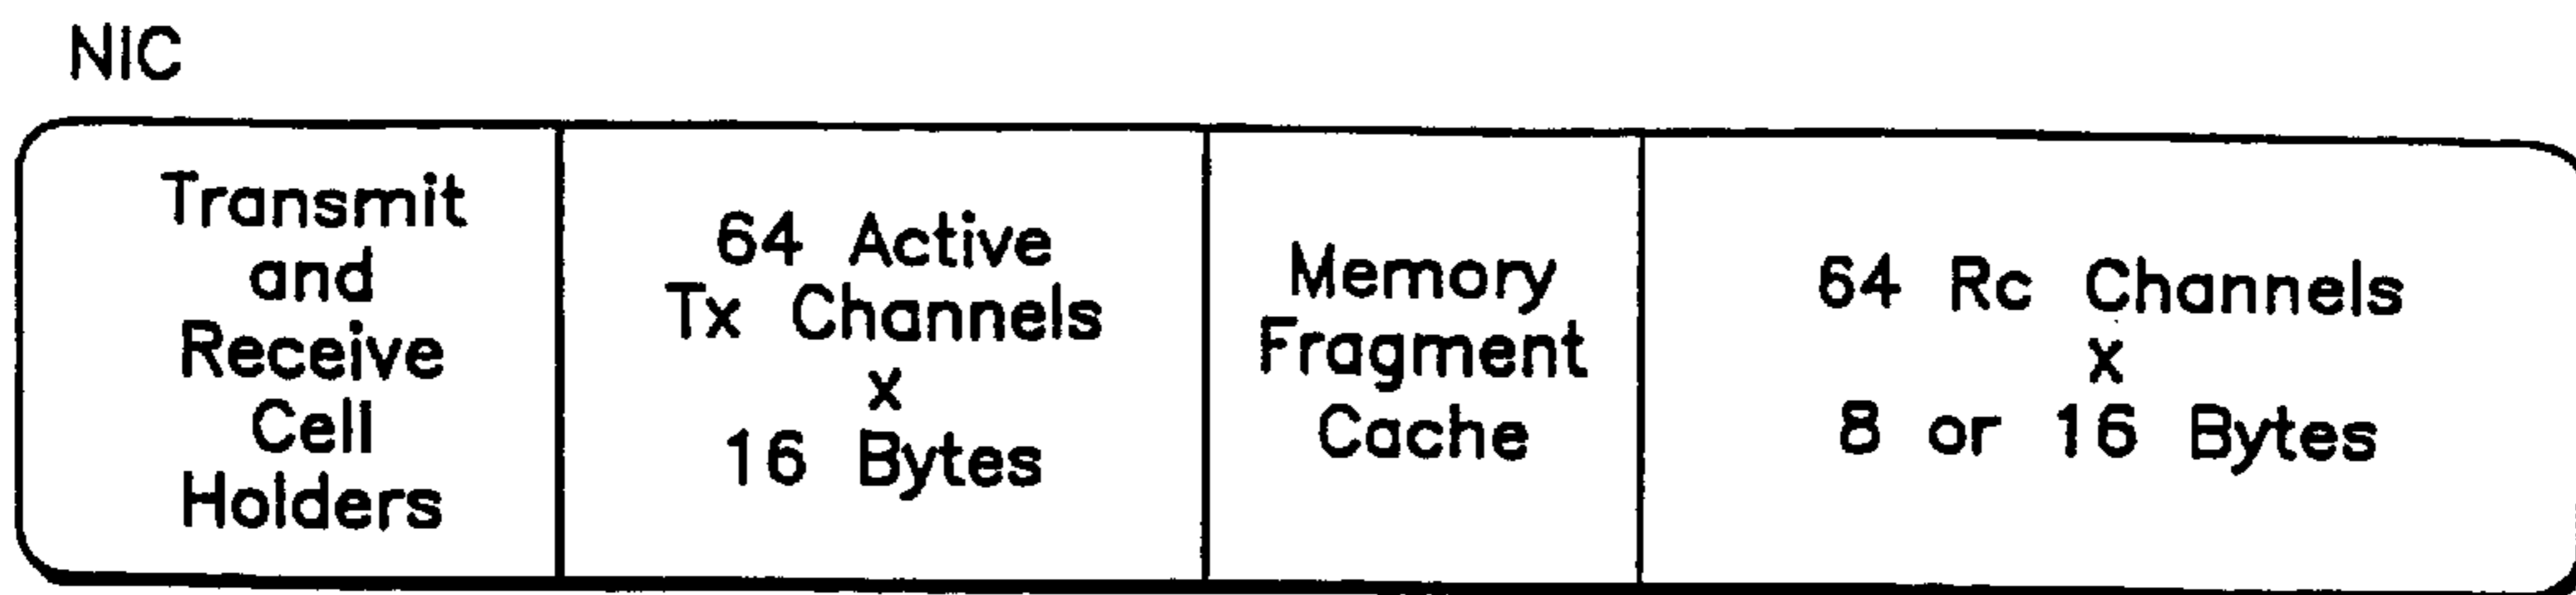 NIC
Transmit
and
Receive
Cell
Holders
64 Active
Tx Channels
x
16 Bytes
Memory
Fragment
Cache
64 Rc Channels
x
8 or 16 Bytes